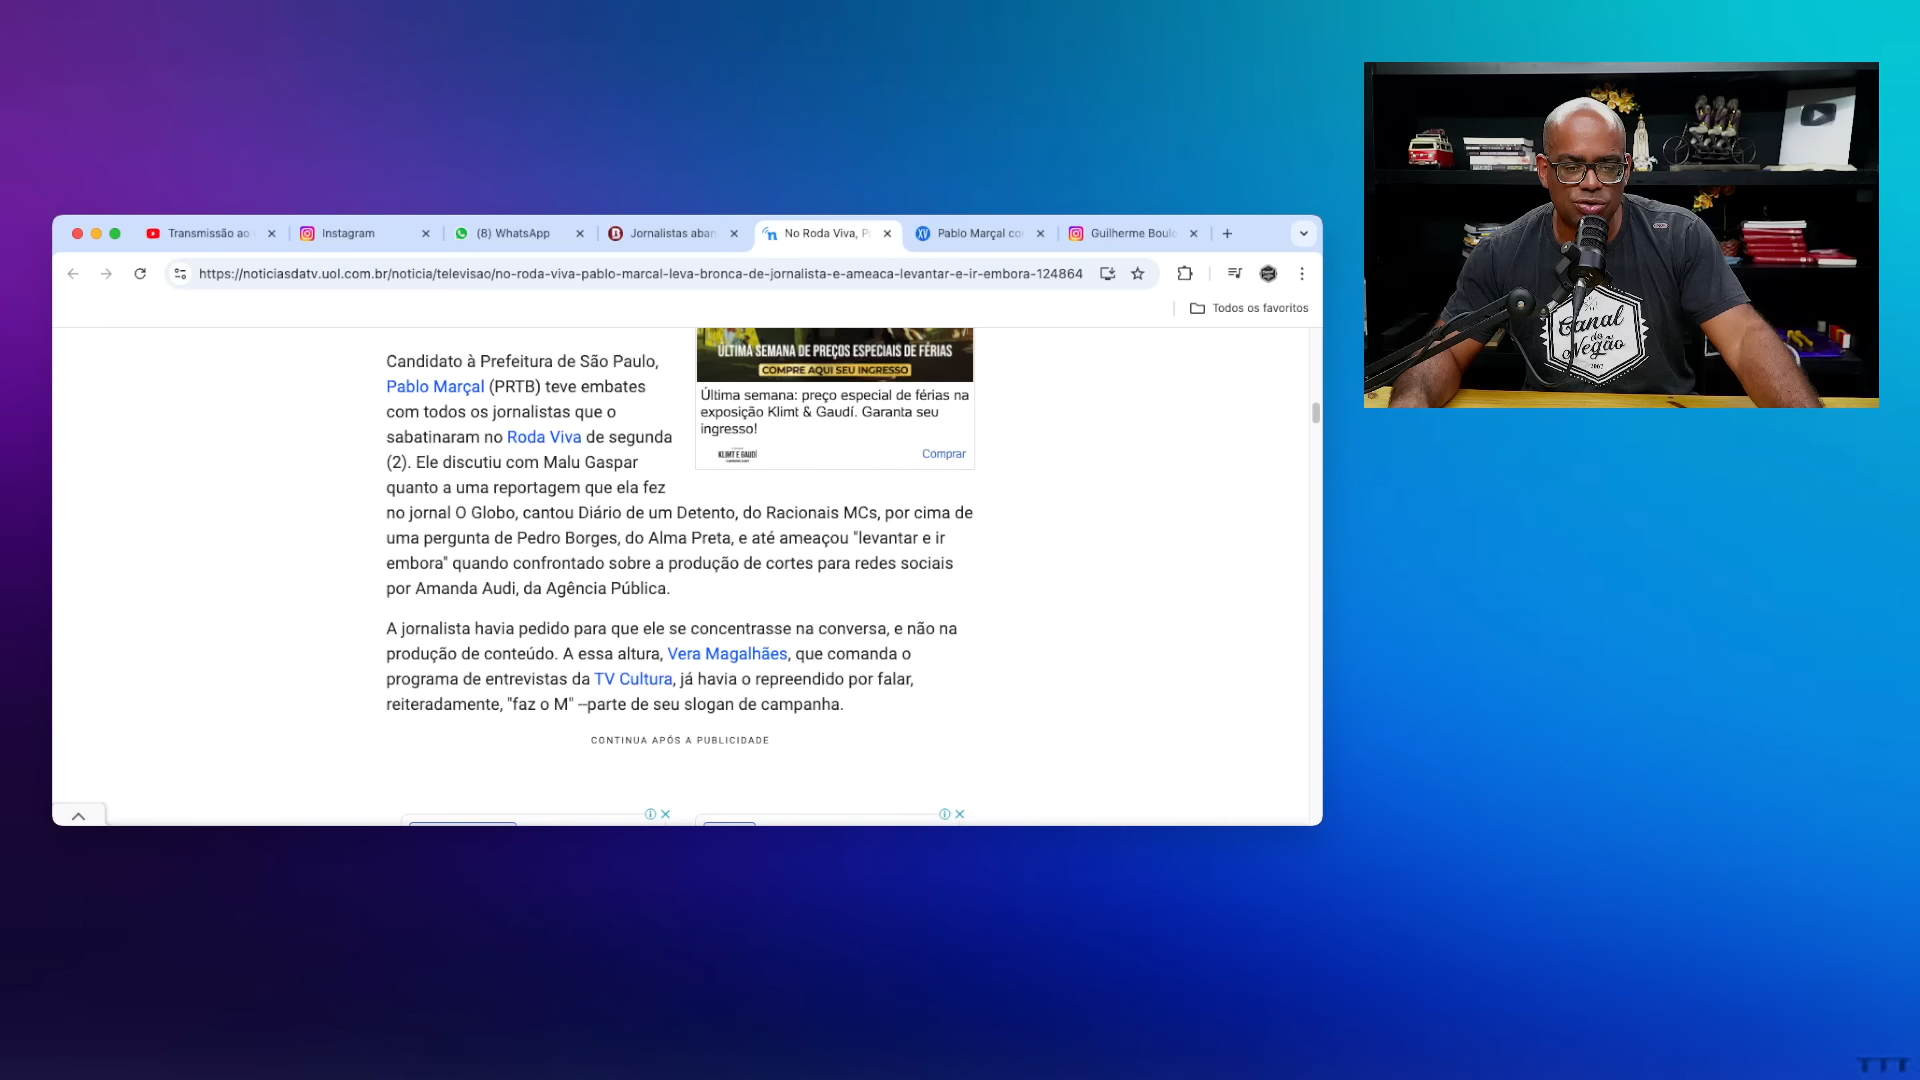 Transmissão ao
Instagram
(8) WhatsApp
Jornalistas aban
No Roda Viva, P
Pablo Marçal co
Guilherme Boulo
https://noticiasdatv.uol.com.br/noticia/televisao/no-roda-viva-pablo-marcal-leva-bronca-de-jornalista-e-ameaca-levantar-e-ir-embora-124864
Todos os favoritos
Candidato à Prefeitura de São Paulo,
Pablo Marçal (PRTB) teve embates
com todos os jornalistas que o
sabatinaram no Roda Viva de segunda
(2). Ele discutiu com Malu Gaspar
quanto a uma reportagem que ela fez
no jornal O Globo, cantou Diário de um Detento, do Racionais MCs, por cima de
uma pergunta de Pedro Borges, do Alma Preta, e até ameaçou "levantar e ir
embora" quando confrontado sobre a produção de cortes para redes sociais
por Amanda Audi, da Agência Pública.
A jornalista havia pedido para que ele se concentrasse na conversa, e não na
produção de conteúdo. A essa altura, Vera Magalhães, que comanda o
programa de entrevistas da TV Cultura, já havia o repreendido por falar,
reiteradamente, "faz o M" --parte de seu slogan de campanha.
CONTINUA APÓS A PUBLICIDADE
ÚLTIMA SEMANA DE PREÇOS ESPECIAIS DE FÉRIAS
COMPRE AQUI SEU INGRESSO
Última semana: preço especial de férias na
exposição Klimt & Gaudí. Garanta seu
ingresso!
KLIMT E GAUDÍ
Comprar
Canal
do
Negão
TTT